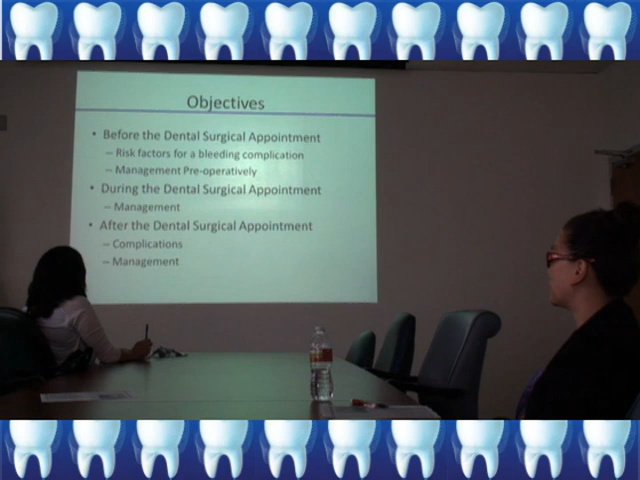 Objectives
• Before the Dental Surgical Appointment
– Risk factors for a bleeding complication
– Management Pre-operatively
• During the Dental Surgical Appointment
– Management
• After the Dental Surgical Appointment
– Complications
– Management